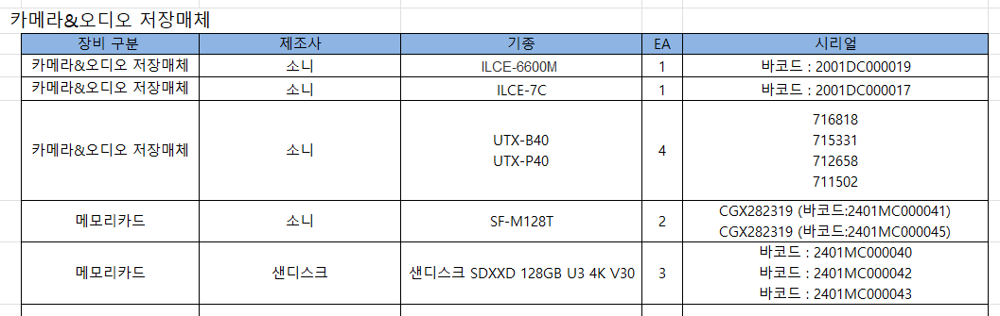 카메라&오디오 저장매체
장비 구분 제조사 기종 EA 시리얼
카메라&오디오 저장매체 소니 ILCE-6600M 1 바코드 : 2001DC000019
카메라&오디오 저장매체 소니 ILCE-7C 1 바코드 : 2001DC000017
카메라&오디오 저장매체 소니 UTX-B40
UTX-P40
4
716818
715331
712658
711502
메모리카드 소니 SF-M128T 2 CGX282319 (바코드:2401MC000041)
CGX282319 (바코드:2401MC000045)
메모리카드 샌디스크 샌디스크 SDXXD 128GB U3 4K V30 3 바코드 : 2401MC000040
바코드 : 2401MC000042
바코드 : 2401MC000043